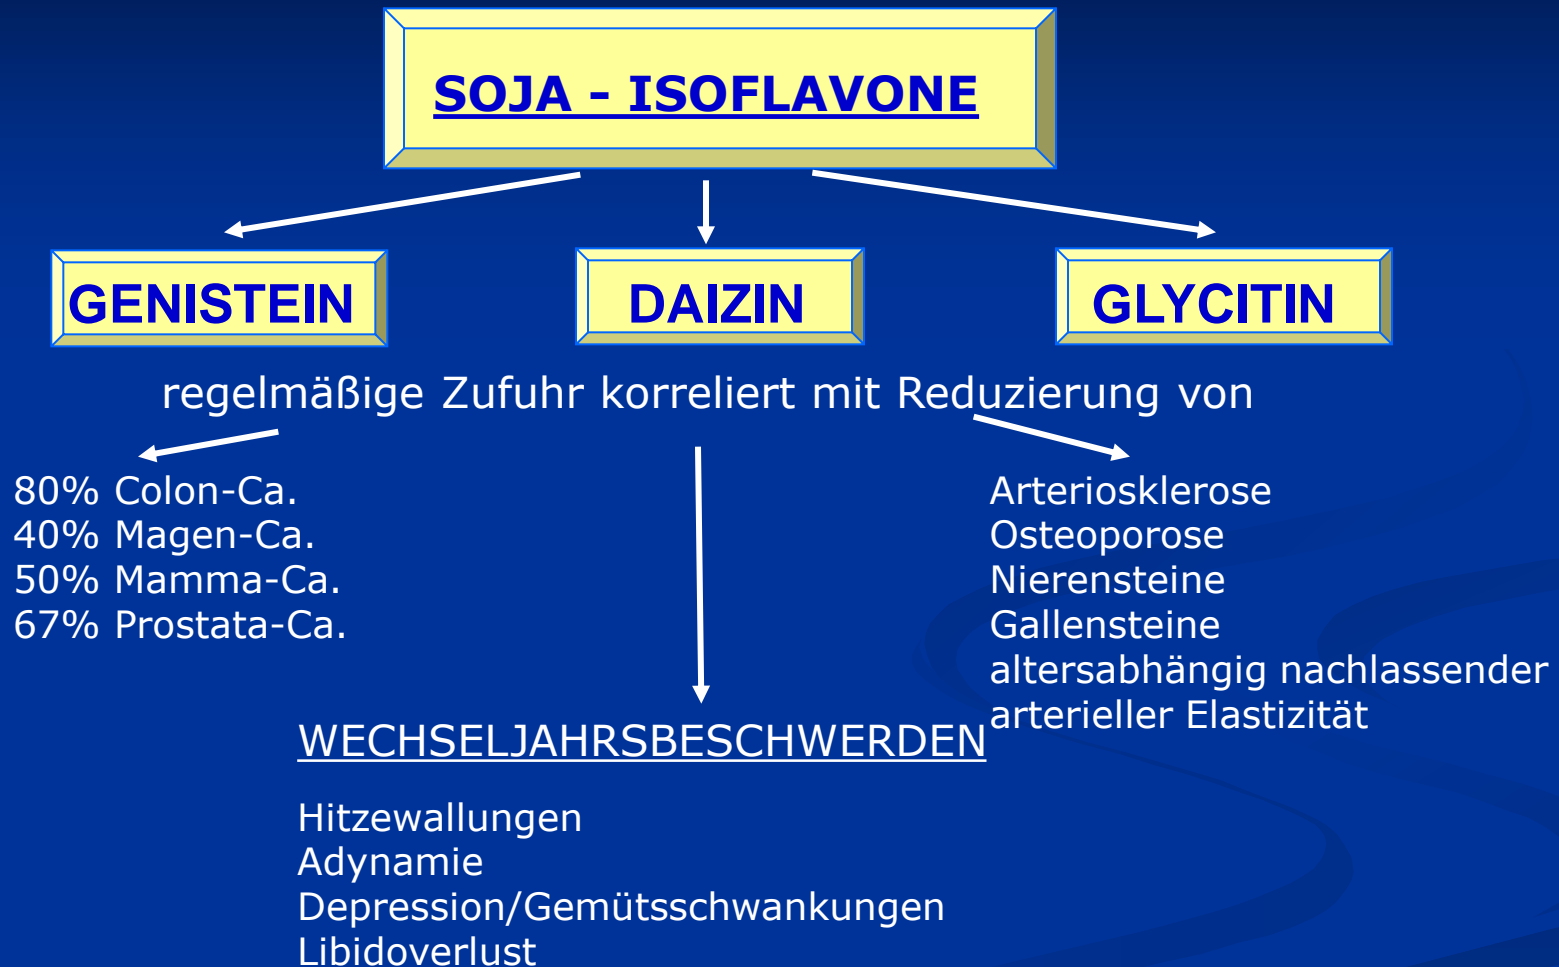 SOJA - ISOFLAVONE
GENISTEIN
DAIZIN
GLYCITIN
regelmäßige Zufuhr korreliert mit Reduzierung von
80% Colon-Ca.
40% Magen-Ca.
50% Mamma-Ca.
67% Prostata-Ca.
Arteriosklerose
Osteoporose
Nierensteine
Gallensteine
altersabhängig nachlassender
arterieller Elastizität
WECHSELJAHRSBESCHWERDEN
Hitzewallungen
Adynamie
Depression/Gemütsschwankungen
Libidoverlust